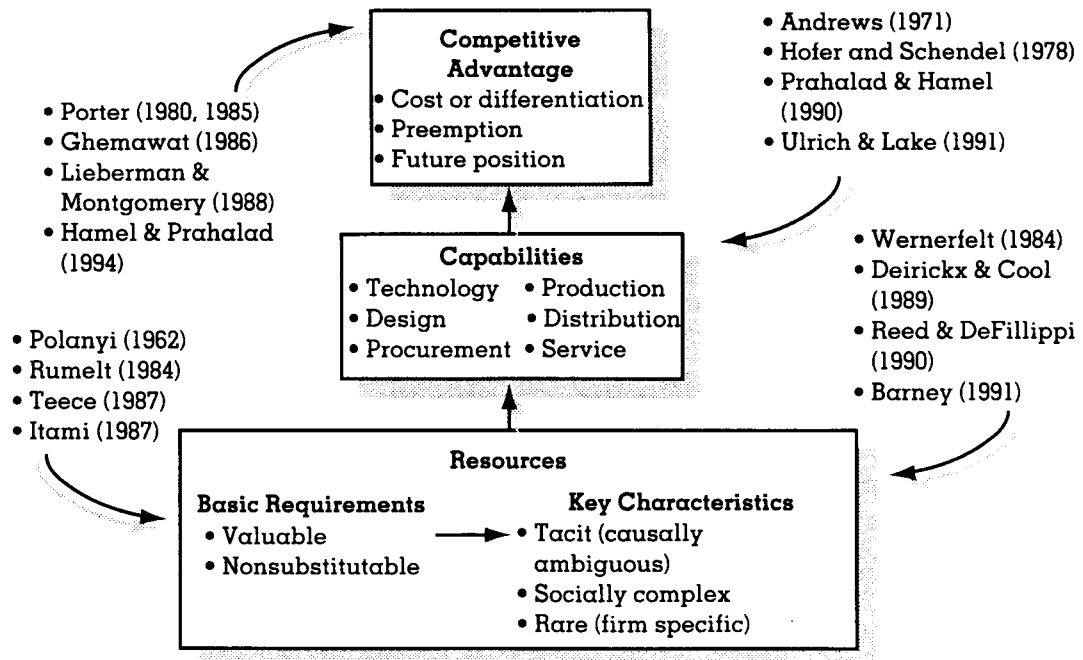 Competitive
Advantage
• Cost or differentiation
• Preemption
• Future position
• Porter (1980, 1985)
• Ghemawat (1986)
• Lieberman &
Montgomery (1988)
• Hamel & Prahalad
(1994)
• Andrews (1971)
• Hofer and Schendel (1978)
• Prahalad & Hamel
(1990)
• Ulrich & Lake (1991)
Capabilities
• Technology • Production
• Design • Distribution
• Procurement • Service
• Wernerfelt (1984)
• Deirickx & Cool
(1989)
• Reed & DeFillippi
(1990)
• Barney (1991)
• Polanyi (1962)
• Rumelt (1984)
• Teece (1987)
• Itami (1987)
Resources
Basic Requirements
• Valuable
• Nonsubstitutable
Key Characteristics
• Tacit (causally
ambiguous)
• Socially complex
• Rare (firm specific)